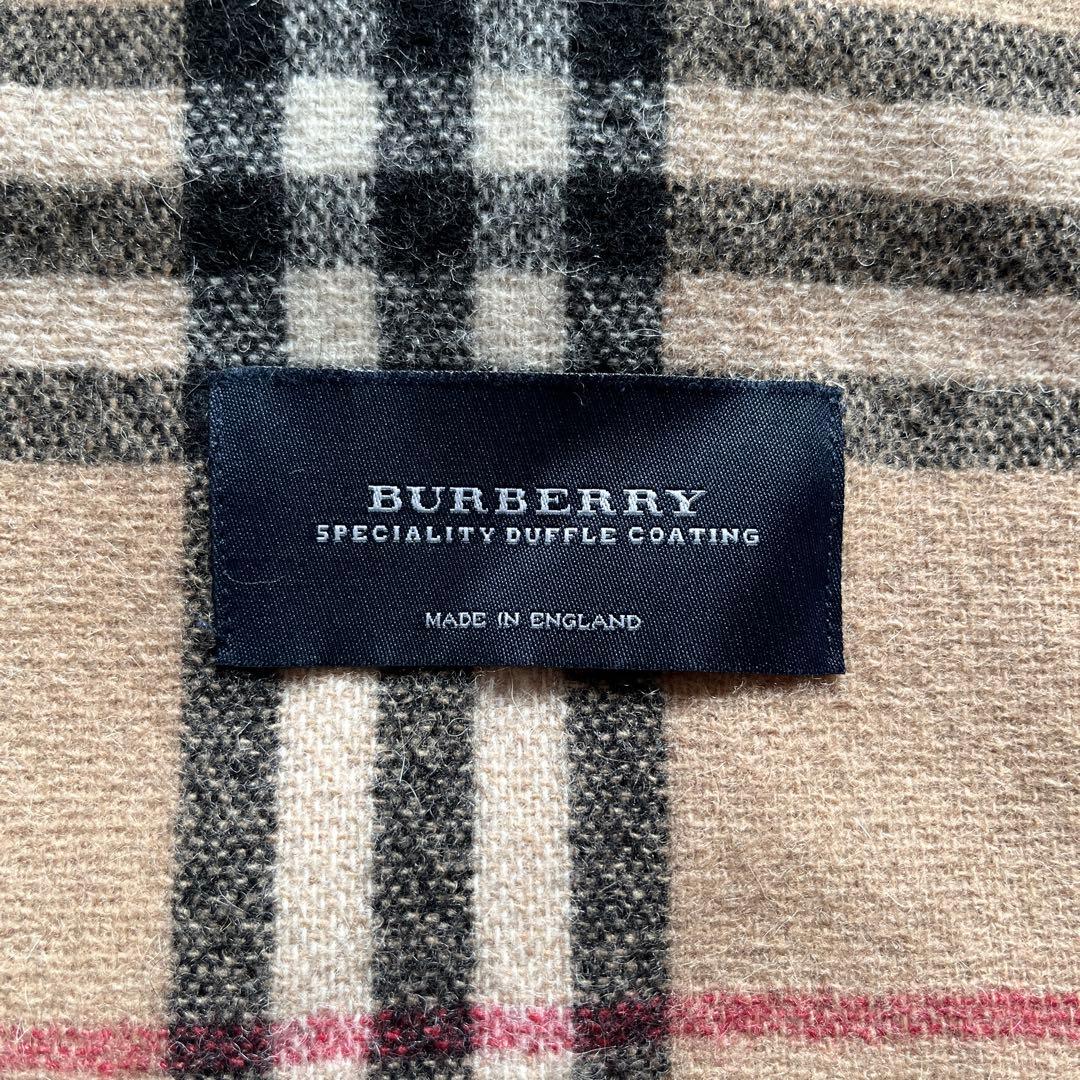 BURBERRY
SPECIALITY DUFFLE COATING
MADE IN ENGLAND